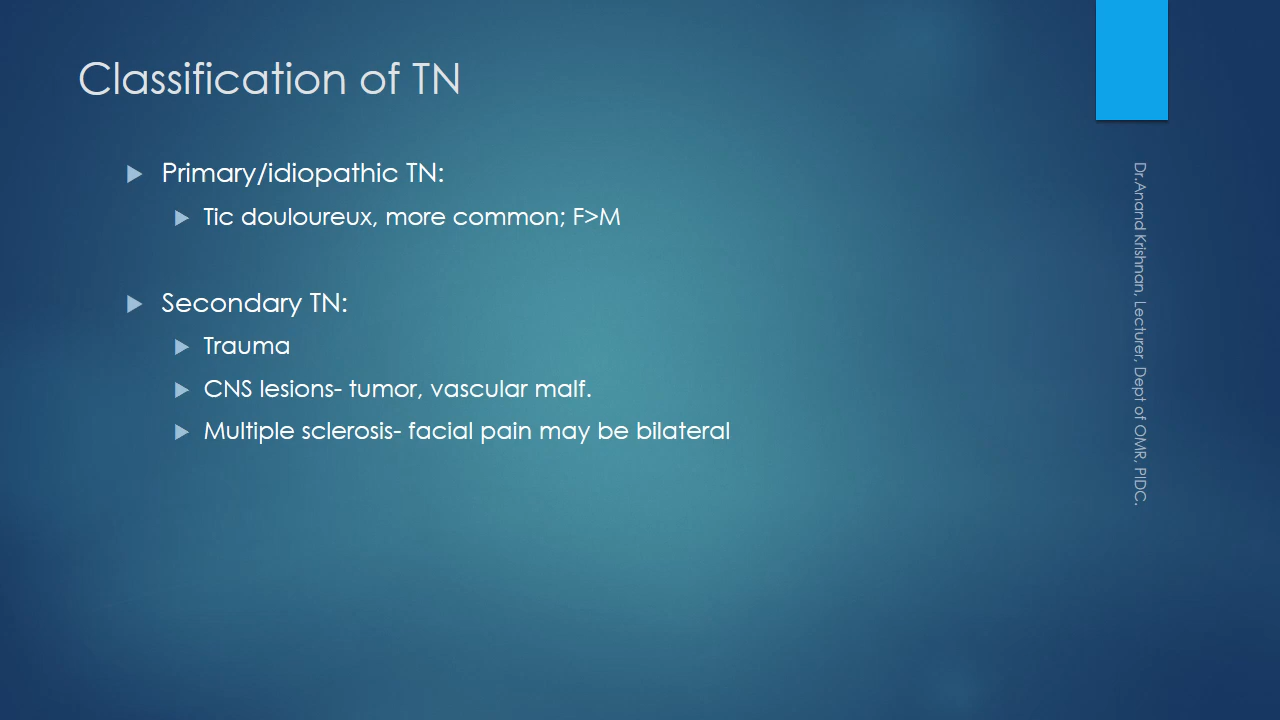 Classification of TN
Primary/idiopathic TN:
Tic douloureux, more common; F>M
Secondary TN:
Trauma
CNS lesions- tumor, vascular malf.
Multiple sclerosis- facial pain may be bilateral
Dr.Anand Krishnan, Lecturer, Dept of OMR, PIDC.